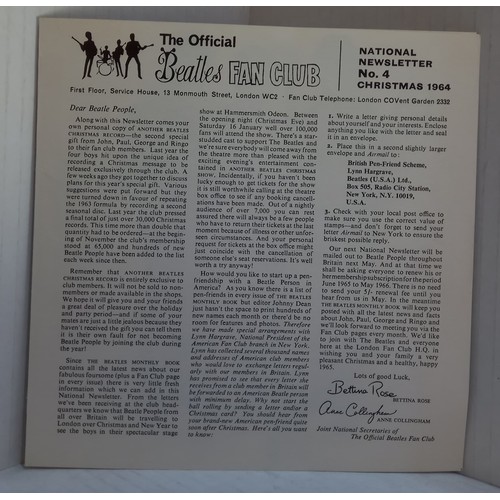 The Official
Beatles FAN CLUB
NATIONAL
NEWSLETTER
No. 4
CHRISTMAS 1964
First Floor, Service House, 13 Monmouth Street, London WC2 · Fan Club Telephone: London COVent Garden 2332
Dear Beatle People,
Along with this Newsletter comes your
own personal copy of ANOTHER BEATLES
CHRISTMAS RECORD—the second special
gift from John, Paul, George and Ringo
to their fan club members. Last year the
four boys hit upon the unique idea of
recording a Christmas message to be
released exclusively through the club. A
few weeks ago they got together to discuss
plans for this year's special gift. Various
suggestions were put forward but they
were turned down in favour of repeating
the 1963 formula by recording a second
seasonal disc. Last year the club pressed
a final total of just over 30,000 Christmas
records. This time more than double that
quantity had to be ordered—at the begin-
ning of November the club's membership
stood at 65,000 and hundreds of new
Beatle People have been added to the list
each week since then.
Remember that ANOTHER BEATLES
CHRISTMAS RECORD is entirely exclusive to
club members. It will not be sold to non-
members or made available in the shops.
We hope it will give you and your friends
a great deal of pleasure over the holiday
and party period—and if some of your
mates are just a little jealous because they
haven't received the gift you can tell them
it is their own fault for not becoming
Beatle People by joining the club during
the year!
Since THE BEATLES MONTHLY BOOK
contains all the latest news about our
fabulous foursome (plus a Fan Club page
in every issue) there is very little fresh
information which we can add to this
National Newsletter. From the letters
we've been receiving at the club head-
quarters we know that Beatle People from
all over Britain will be travelling to
London over Christmas and New Year to
see the boys in their spectacular stage
show at Hammersmith Odeon. Between
the opening night (Christmas Eve) and
Saturday 16 January well over 100,000
fans will attend the show. There's a star-
studded cast to support The Beatles and
we're sure everybody will come away from
the theatre more than pleased with the
exciting evening's entertainment con-
tained in ANOTHER BEATLES CHRISTMAS
SHOW. Incidentally, if you haven't been
lucky enough to get tickets for the show
it is still worthwhile calling at the theatre
box office to see if any booking cancell-
ations have been made. Out of a nightly
audience of over 7,000 you can rest
assured there will always be a few people
who have to return their tickets at the last
moment because of illness or other unfor-
seen circumstances. And your personal
request for tickets at the box office might
just coincide with the cancellation of
someone else's seat reservations. It's well
worth a try anyway!
How would you like to start up a pen-
friendship with a Beatle Person in
America? As you know there is a list of
pen-friends in every issue of THE BEATLES
MONTHLY BOOK but editor Johnny Dean
just hasn't the space to print hundreds of
new names each month or there'd be no
room for features and photos. Therefore
we have made special arrangements with
Lynn Hargrave, National President of the
American Fan Club branch in New York.
Lynn has collected several thousand names
and addresses of American club members
who would love to exchange letters regul-
arly with our members in Britain. Lynn
has promised to see that every letter she
receives from a club member in Britain will
be forwarded to an American Beatle person
with minimum delay. Why not start the
ball rolling by sending a letter and/or a
Christmas card? You should hear from
your brand-new American pen-friend quite
soon after Christmas. Here's all you want
to know:
1. Write a letter giving personal details
about yourself and your interests. Enclose
anything you like with the letter and seal
it in an envelope.
2. Place this in a second slightly larger
envelope and Airmail to:
British Pen-Friend Scheme,
Lynn Hargrave,
Beatles (U.S.A.) Ltd.,
Box 505, Radio City Station,
New York, N.Y. 10019,
U.S.A.
3. Check with your local post office to
make sure you use the correct value of
stamps—and don't forget to send your
letter Airmail to New York to ensure the
briskest possible reply.
Our next National Newsletter will be
mailed out to Beatle People throughout
Britain next May. And at that time we
shall be asking everyone to renew his or
her membership subscription for the period
June 1965 to May 1966. There is no need
to send your 5/- renewal fee until you
hear from us in May. In the meantime
THE BEATLES MONTHLY BOOK will keep you
posted with all the latest news and facts
about John, Paul, George and Ringo and
we'll look forward to meeting you via the
Fan Club pages every month. We'd like
to join with The Beatles and everyone
here at the London Fan Club H.Q. in
wishing you and your family a very
pleasant Christmas and a happy, happy
1965.
Lots of good Luck,
Bettina Rose
BETTINA ROSE
Anne Collingham
ANNE COLLINGHAM
Joint National Secretaries of
The Official Beatles Fan Club